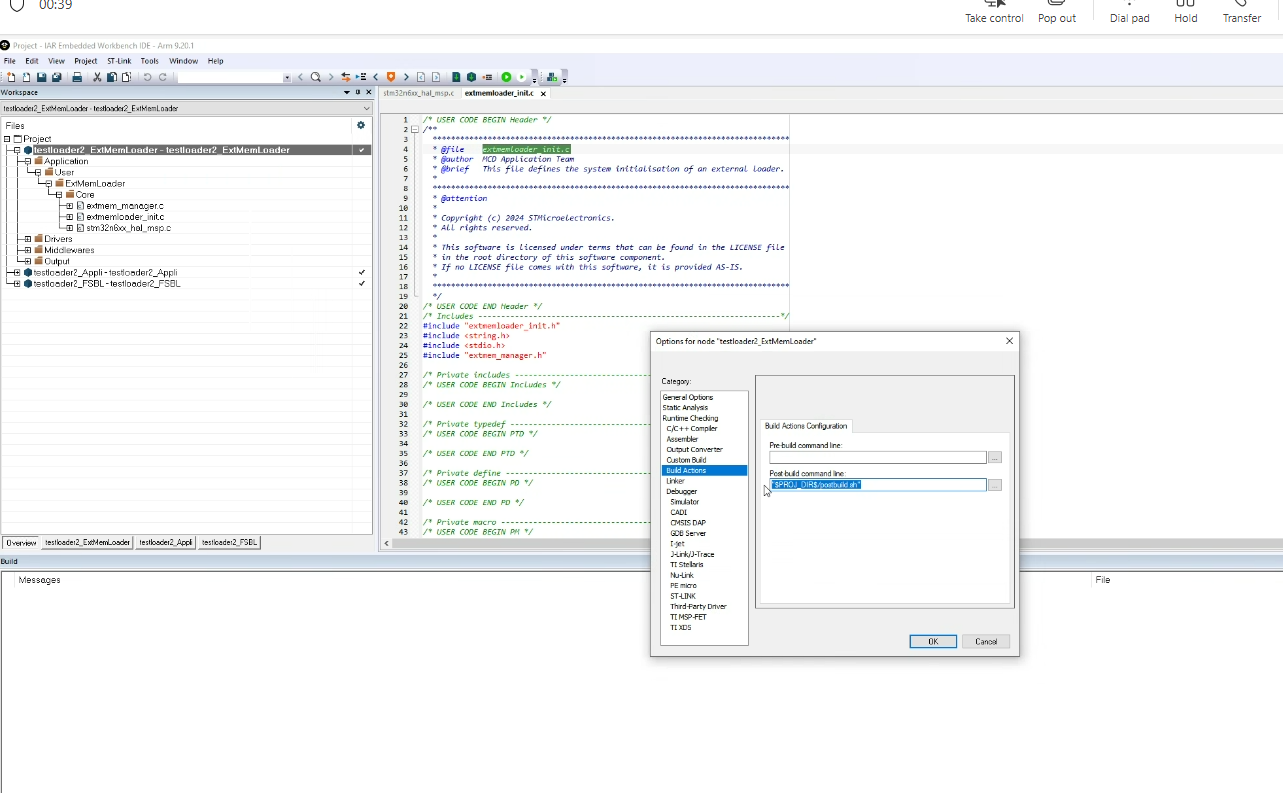 00:39
Take control Pop out Dial pad Hold Transfer
Project - IAR Embedded Workbench IDE - Arm 9.20.1
File Edit View Project ST-Link Tools Window Help
Workspace
stm32n6xx_hal_msp.c extmemloader_init.c
testloader2_ExtMemLoader - testloader2_ExtMemLoader
Files
Project
testloader2_ExtMemLoader - testloader2_ExtMemLoader
Application
User
ExtMemLoader
Core
extmem_manager.c
extmemloader_init.c
stm32n6xx_hal_msp.c
Drivers
Middlewares
Output
testloader2_Appli - testloader2_Appli
testloader2_FSBL - testloader2_FSBL
Overview testloader2_ExtMemLoader testloader2_Appli testloader2_FSBL
1 /* USER CODE BEGIN Header */
2 /**
3 ******************************************************************************
4 * @file extmemloader_init.c
5 * @author MCD Application Team
6 * @brief This file defines the system initialisation of an external loader.
7 *
8 ******************************************************************************
9 * @attention
10 *
11 * Copyright (c) 2024 STMicroelectronics.
12 * All rights reserved.
13 *
14 * This software is licensed under terms that can be found in the LICENSE file
15 * in the root directory of this software component.
16 * If no LICENSE file comes with this software, it is provided AS-IS.
17 *
18 ******************************************************************************
19 */
20 /* USER CODE END Header */
21 /* Includes ------------------------------------------------------------------*/
22 #include "extmemloader_init.h"
23 #include <string.h>
24 #include <stdio.h>
25 #include "extmem_manager.h"
26
27 /* Private includes ----------------------
28 /* USER CODE BEGIN Includes */
29
30 /* USER CODE END Includes */
31
32 /* Private typedef -----------------------
33 /* USER CODE BEGIN PTD */
34
35 /* USER CODE END PTD */
36
37 /* Private define ------------------------
38 /* USER CODE BEGIN PD */
39
40 /* USER CODE END PD */
41
42 /* Private macro -------------------------
43 /* USER CODE BEGIN PM */
Options for node "testloader2_ExtMemLoader"
Category:
General Options
Static Analysis
Runtime Checking
C/C++ Compiler
Assembler
Output Converter
Custom Build
Build Actions
Linker
Debugger
Simulator
CADI
CMSIS DAP
GDB Server
I-jet
J-Link/J-Trace
TI Stellaris
Nu-Link
PE micro
ST-LINK
Third-Party Driver
TI MSP-FET
TI XDS
Build Actions Configuration
Pre-build command line:
...
Post-build command line:
"$PROJ_DIR$/postbuild.sh"
...
OK Cancel
Build
Messages File